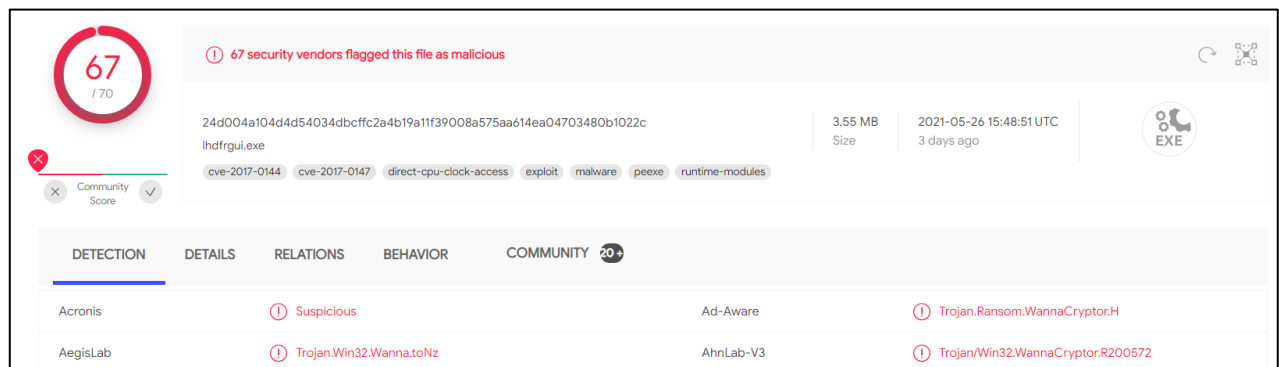 67
/ 70
67 security vendors flagged this file as malicious
24d004a104d4d54034dbcffc2a4b19a11f39008a575aa614ea04703480b1022c
lhdfrgui.exe
cve-2017-0144 cve-2017-0147 direct-cpu-clock-access exploit malware peexe runtime-modules
3.55 MB
Size
2021-05-26 15:48:51 UTC
3 days ago
EXE
Community
Score
DETECTION DETAILS RELATIONS BEHAVIOR COMMUNITY 20+
Acronis Suspicious Ad-Aware Trojan.Ransom.WannaCryptor.H
AegisLab Trojan.Win32.Wanna.toNz AhnLab-V3 Trojan/Win32.WannaCryptor.R200572